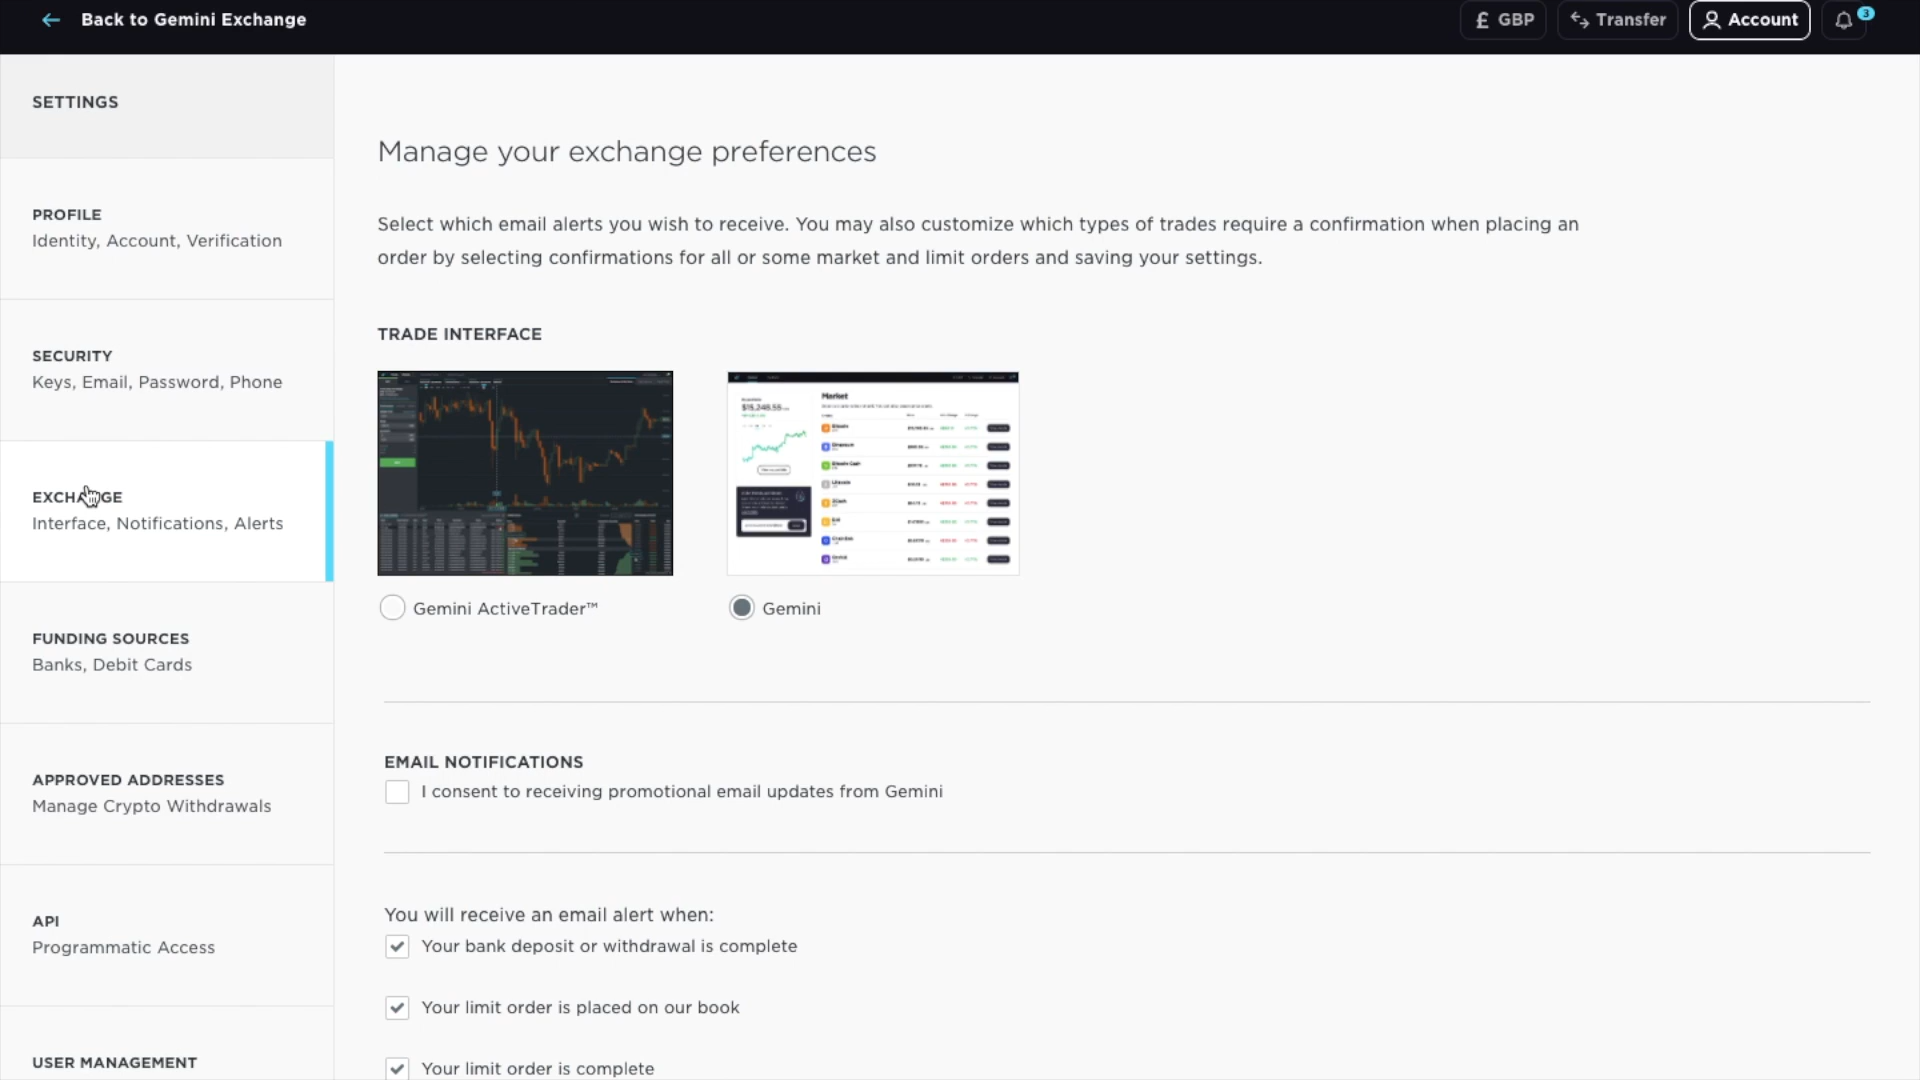 Back to Gemini Exchange
£ GBP
Transfer
Account
3
SETTINGS
PROFILE
Identity, Account, Verification
SECURITY
Keys, Email, Password, Phone
EXCHANGE
Interface, Notifications, Alerts
FUNDING SOURCES
Banks, Debit Cards
APPROVED ADDRESSES
Manage Crypto Withdrawals
API
Programmatic Access
USER MANAGEMENT
Manage your exchange preferences
Select which email alerts you wish to receive. You may also customize which types of trades require a confirmation when placing an
order by selecting confirmations for all or some market and limit orders and saving your settings.
TRADE INTERFACE
Market
Gemini ActiveTrader™
Gemini
EMAIL NOTIFICATIONS
I consent to receiving promotional email updates from Gemini
You will receive an email alert when:
Your bank deposit or withdrawal is complete
Your limit order is placed on our book
Your limit order is complete